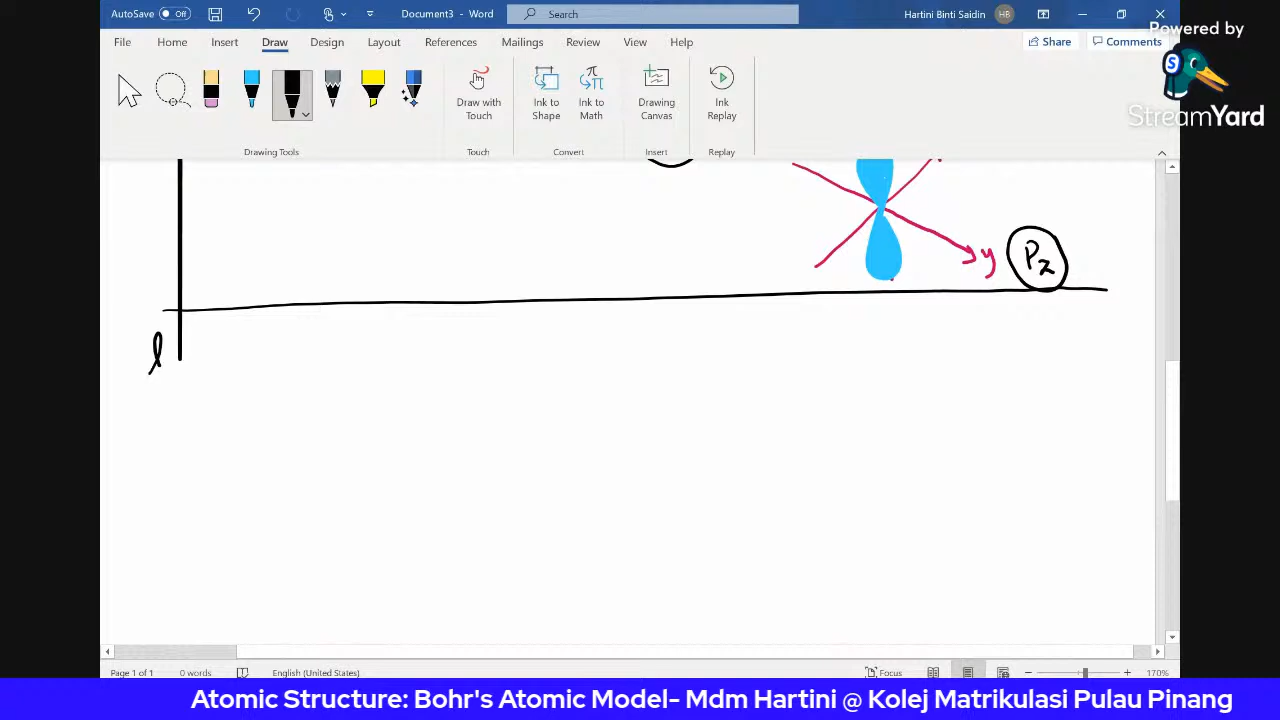 AutoSave Off Document3 - Word Search Hartini Binti Saidin HB
Powered by
StreamYard
File Home Insert Draw Design Layout References Mailings Review View Help Share Comments
Draw with Touch
Ink to Shape
Ink to Math
Drawing Canvas
Ink Replay
Drawing Tools Touch Convert Insert Replay
y
Pz
l
Page 1 of 1 0 words English (United States) Focus 170%
Atomic Structure: Bohr's Atomic Model- Mdm Hartini @ Kolej Matrikulasi Pulau Pinang